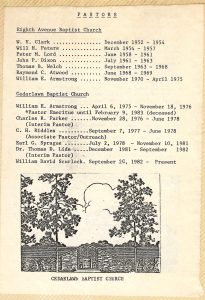 PASTORS
Eighth Avenue Baptist Church
W. K. Clark ............... December 1952 - 1954
Will H. Peters ............ March 1954 - 1957
Peter M. Lord ............. June 1958 - 1961
John P. Dixon ............. July 1961 - 1963
Thomas B. Welch ........... September 1963 - 1968
Raymond C. Atwood ......... June 1968 - 1969
William E. Armstrong ...... November 1970 - April 1975
Cedarlawn Baptist Church
William E. Armstrong ... April 6, 1975 - November 18, 1976
*Pastor Emeritus until February 9, 1983 (deceased)
Charles R. Parker ......... November 28, 1976 - June 1978
(Interim Pastor)
C. R. Riddles ............ September 7, 1977 - June 1978
(Associate Pastor/Outreach)
Earl G. Sprague ..... July 2, 1978 - November 10, 1981
Dr. Thomas D. Lide .... December 1981 - September 1982
(Interim Pastor)
William David Spurlock. September 26, 1982 - Present
CEDARLAWN BAPTIST CHURCH